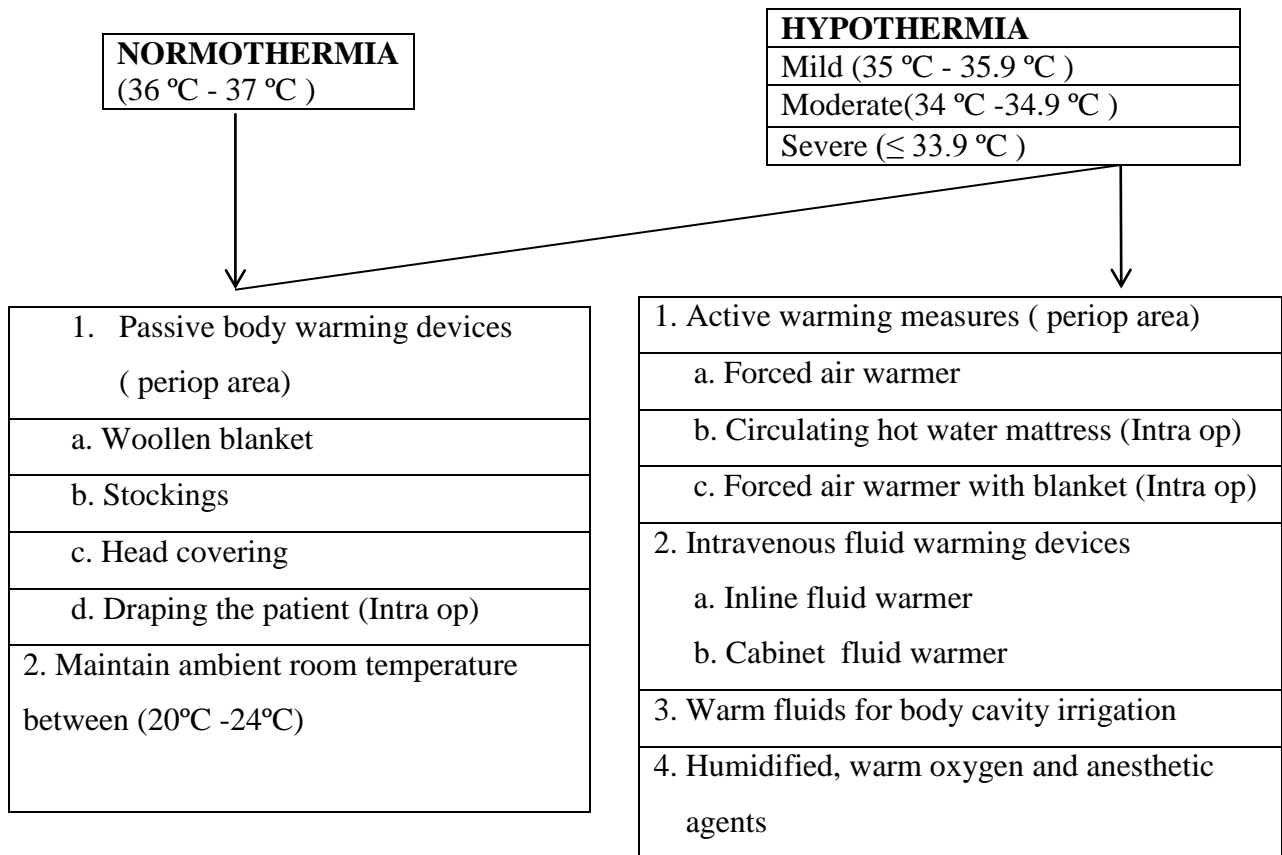 NORMOTHERMIA
(36 ºC - 37 ºC )
HYPOTHERMIA
Mild (35 ºC - 35.9 ºC )
Moderate(34 ºC -34.9 ºC )
Severe (≤ 33.9 ºC )
1. Passive body warming devices
( periop area)
a. Woollen blanket
b. Stockings
c. Head covering
d. Draping the patient (Intra op)
2. Maintain ambient room temperature
between (20ºC -24ºC)
1. Active warming measures ( periop area)
a. Forced air warmer
b. Circulating hot water mattress (Intra op)
c. Forced air warmer with blanket (Intra op)
2. Intravenous fluid warming devices
a. Inline fluid warmer
b. Cabinet fluid warmer
3. Warm fluids for body cavity irrigation
4. Humidified, warm oxygen and anesthetic
agents